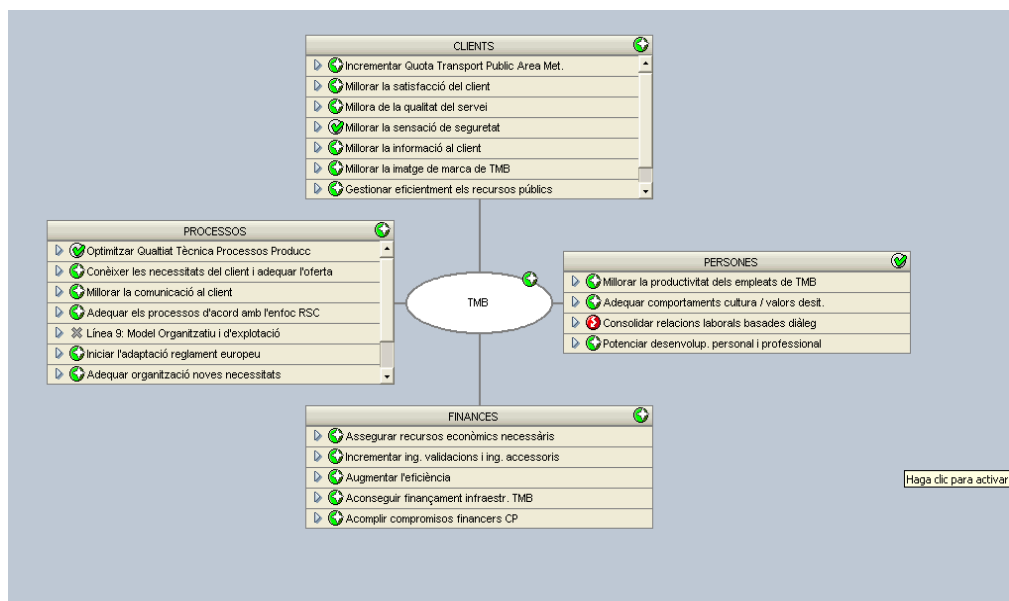 CLIENTS
Incrementar Quota Transport Public Area Met.
Millorar la satisfacció del client
Millora de la qualitat del servei
Millorar la sensació de seguretat
Millorar la informació al client
Millorar la imatge de marca de TMB
Gestionar eficientment els recursos públics
PROCESSOS
Optimitzar Qualtiat Tècnica Processos Producc
Conèixer les necessitats del client i adequar l'oferta
Millorar la comunicació al client
Adequar els processos d'acord amb l'enfoc RSC
Línea 9: Model Organitzatiu i d'explotació
Iniciar l'adaptació reglament europeu
Adequar organització noves necessitats
TMB
PERSONES
Millorar la productivitat dels empleats de TMB
Adequar comportaments cultura / valors desit.
Consolidar relacions laborals basades diàleg
Potenciar desenvolup. personal i professional
FINANCES
Assegurar recursos econòmics necessàris
Incrementar ing. validacions i ing. accessoris
Augmentar l'eficiència
Aconseguir finançament infraestr. TMB
Acomplir compromisos financers CP
Haga clic para activar